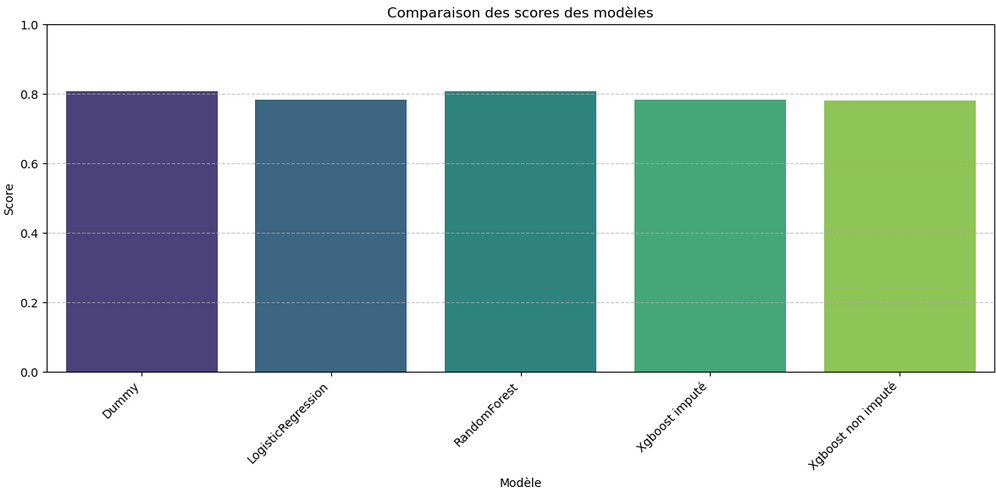 Comparaison des scores des modèles
1.0
0.8
0.6
0.4
0.2
0.0
Score
Dummy
LogisticRegression
RandomForest
Xgboost imputé
Xgboost non imputé
Modèle